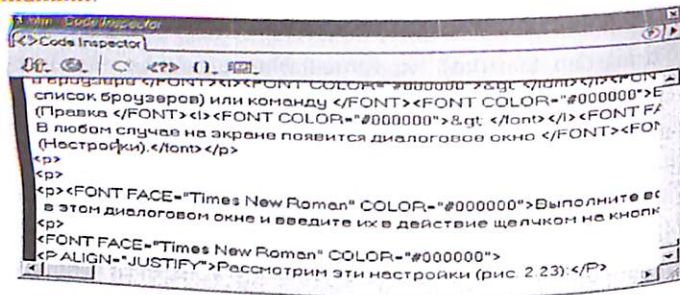 Code Inspector
<> Code Inspector
<?> {}
в броузере </FONT><I><FONT COLOR="#000000">&gt </font></I><FON
список броузеров) или команду </FONT><FONT COLOR="#000000">E
(Правка </FONT><I><FONT COLOR="#000000">&gt </font></I><FONT FA
В любом случае на экране появится диалоговое окно </FONT><FON
(Настройки).</font></p>
<p>
<p>
<p><FONT FACE="Times New Roman" COLOR="#000000">Выполните вс
в этом диалоговом окне и введите их в действие щелчком на кнопк
<p>
<FONT FACE="Times New Roman" COLOR="#000000">
<P ALIGN="JUSTIFY">Рассмотрим эти настройки (рис. 2.23):</P>